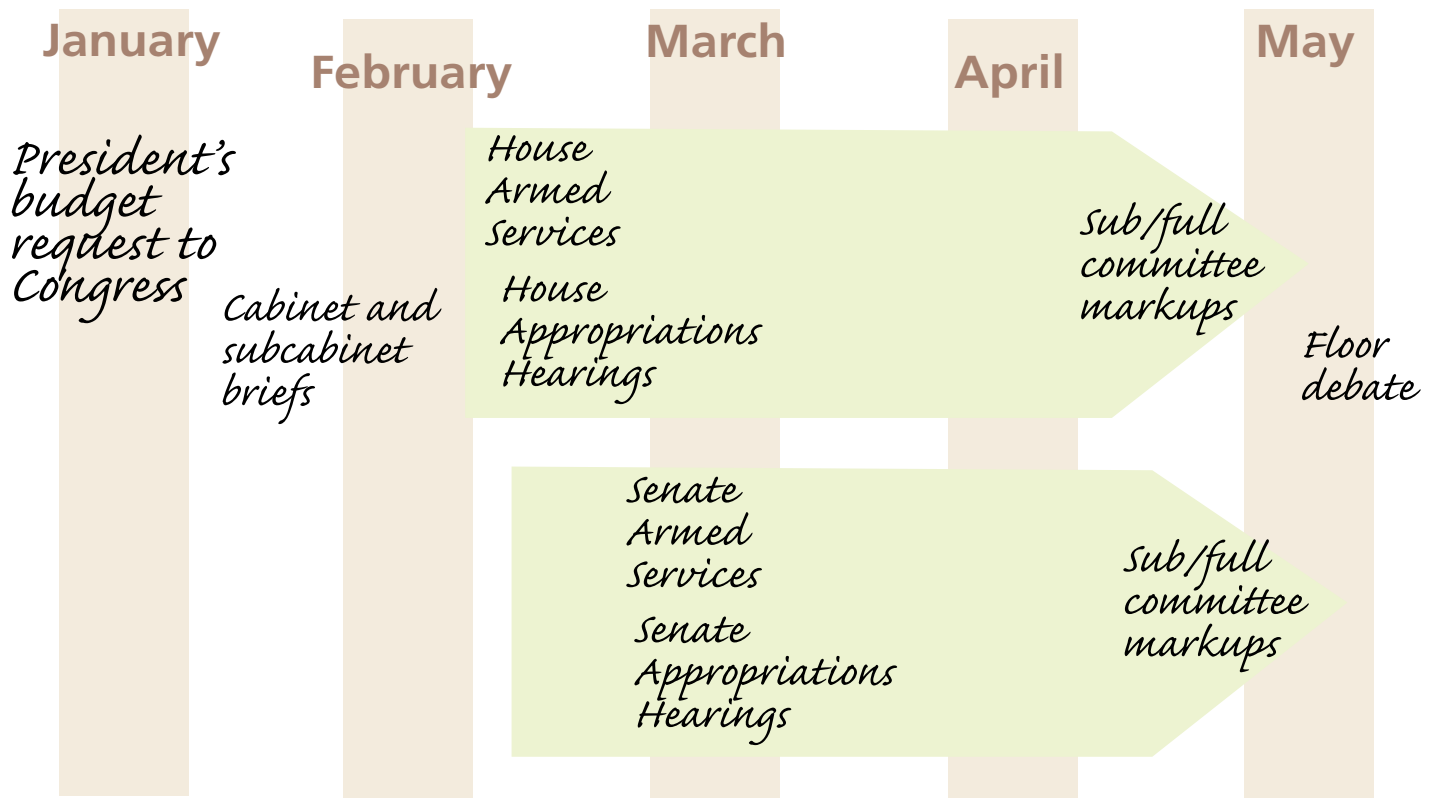 January
February
March
April
May
President's
budget
request to
Congress
Cabinet and
subcabinet
briefs
House
Armed
Services
House
Appropriations
Hearings
Sub/full
committee
markups
Floor
debate
Senate
Armed
Services
Senate
Appropriations
Hearings
Sub/full
committee
markups